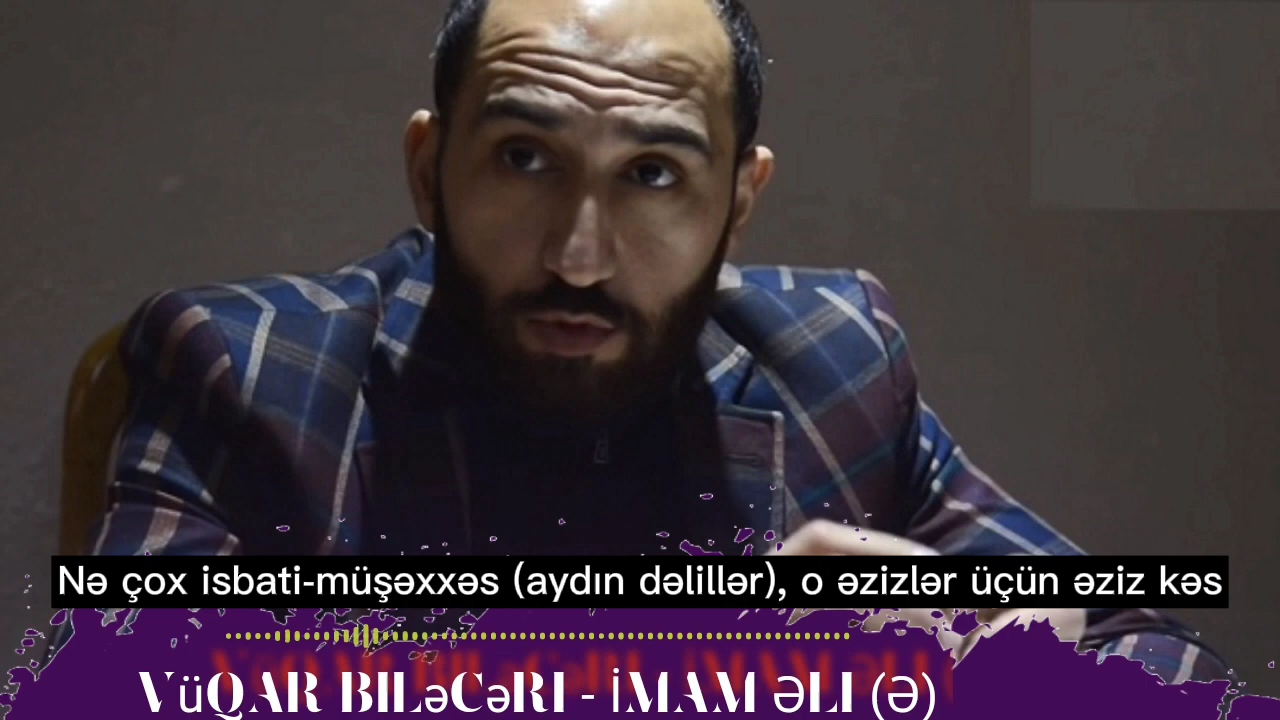 Nə çox isbati-müşəxxəs (aydın dəlillər), o əzizlər üçün əziz kəs
VüQAR BILəCəRI - İMAM ƏLI (Ə)